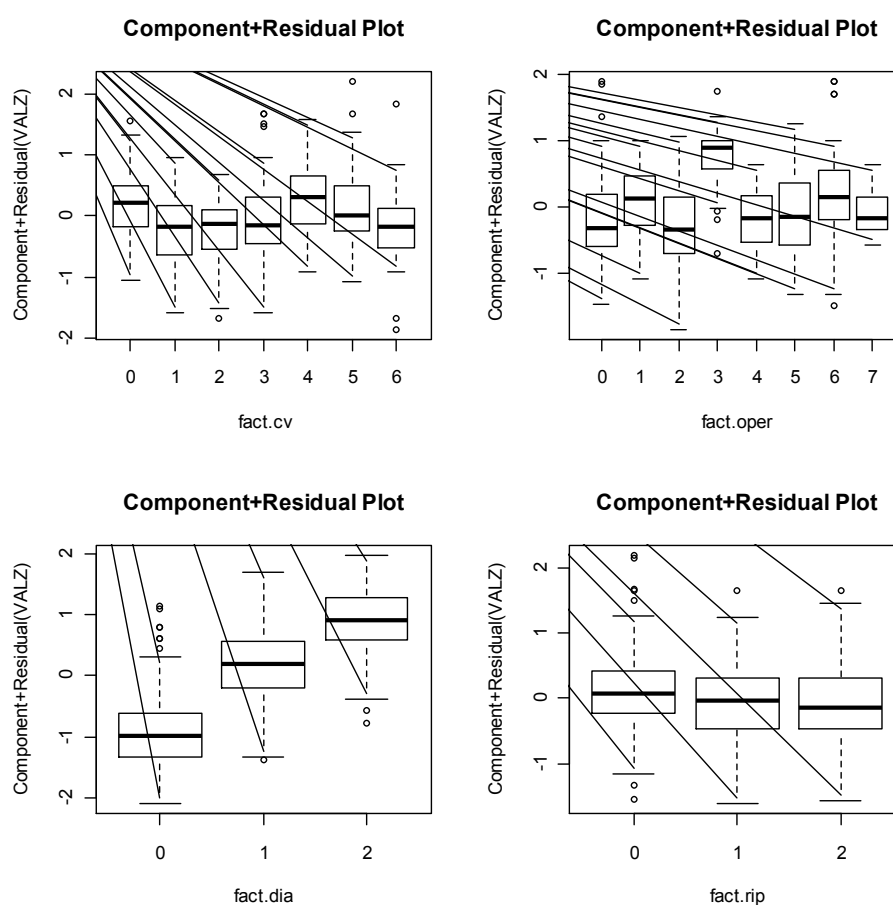 Component+Residual Plot
Component+Residual(VALZ)
2
1
0
-1
-2
0 1 2 3 4 5 6
fact.cv
Component+Residual Plot
Component+Residual(VALZ)
2
1
0
-1
0 1 2 3 4 5 6 7
fact.oper
Component+Residual Plot
Component+Residual(VALZ)
2
1
0
-1
-2
0 1 2
fact.dia
Component+Residual Plot
Component+Residual(VALZ)
2
1
0
-1
0 1 2
fact.rip